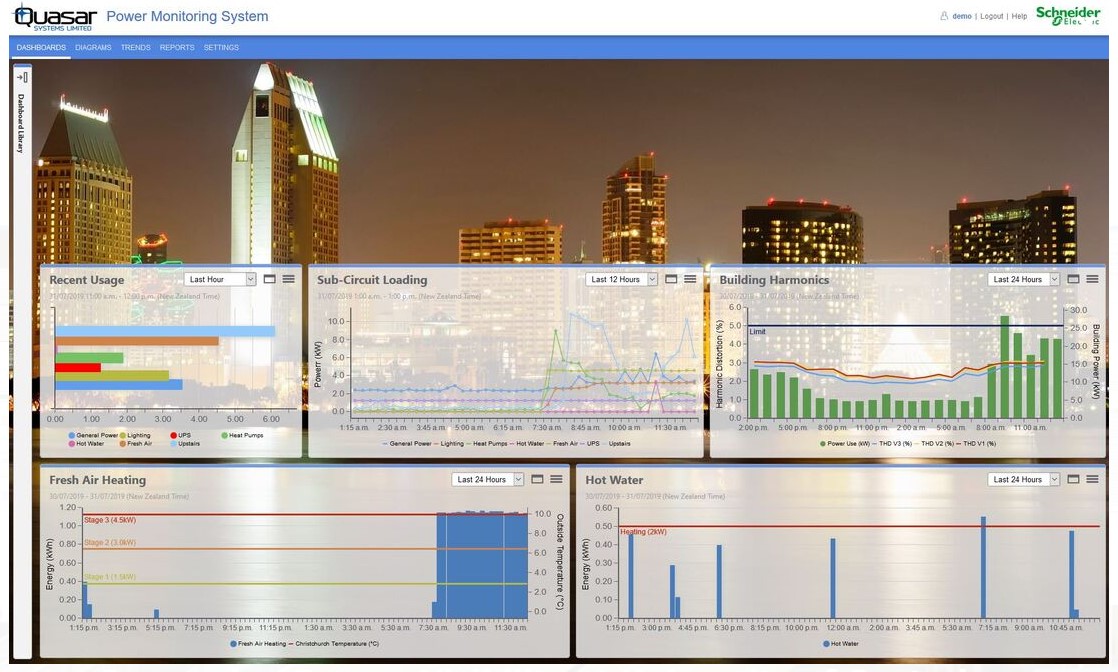 Quasar
SYSTEMS LIMITED
Power Monitoring System
demo | Logout | Help
Schneider
DASHBOARDS DIAGRAMS TRENDS REPORTS SETTINGS
Dashboard Library
Recent Usage
Last Hour
31/07/2019 11:00 a.m. - 12:00 p.m. (New Zealand Time)
0.00 1.00 2.00 3.00 4.00 5.00 6.00
General Power Lighting UPS Heat Pumps
Hot Water Fresh Air Upstairs
Sub-Circuit Loading
Last 12 Hours
31/07/2019 1:00 a.m. - 1:00 p.m. (New Zealand Time)
Powerr (kW)
10.0
8.0
6.0
4.0
2.0
0.0
1:15 a.m. 2:30 a.m. 3:45 a.m. 5:00 a.m. 6:15 a.m. 7:30 a.m. 8:45 a.m. 10:00 a.m. 11:30 a.m.
General Power Lighting Heat Pumps Hot Water Fresh Air UPS Upstairs
Building Harmonics
Last 24 Hours
30/07/2019 - 31/07/2019 (New Zealand Time)
Harmonic Distortion (%)
6.0
5.0
4.0
3.0
2.0
1.0
0.0
Limit
30.0
25.0
20.0
15.0
10.0
5.0
0.0
Building Power (kW)
2:00 p.m. 5:00 p.m. 8:00 p.m. 11:00 p.m. 2:00 a.m. 5:00 a.m. 8:00 a.m. 11:00 a.m.
Power Use (kW) THD V3 (%) THD V2 (%) THD V1 (%)
Fresh Air Heating
Last 24 Hours
30/07/2019 - 31/07/2019 (New Zealand Time)
Energy (kWh)
1.20
1.00
0.80
0.60
0.40
0.20
0.00
Stage 3 (4.5kW)
Stage 2 (3.0kW)
Stage 1 (1.5kW)
10.0
8.0
6.0
4.0
2.0
0.0
Outside Temperature (°C)
1:15 p.m. 3:15 p.m. 5:15 p.m. 7:15 p.m. 9:15 p.m. 11:15 p.m. 1:30 a.m. 3:30 a.m. 5:30 a.m. 7:30 a.m. 9:30 a.m. 11:30 a.m.
Fresh Air Heating Christchurch Temperature (°C)
Hot Water
Last 24 Hours
30/07/2019 - 31/07/2019 (New Zealand Time)
Energy (kWh)
0.60
0.50
0.40
0.30
0.20
0.10
0.00
Heating (2kW)
1:15 p.m. 3:00 p.m. 4:45 p.m. 6:30 p.m. 8:15 p.m. 10:00 p.m. 12:00 a.m. 2:00 a.m. 3:45 a.m. 5:30 a.m. 7:15 a.m. 9:00 a.m. 10:45 a.m.
Hot Water